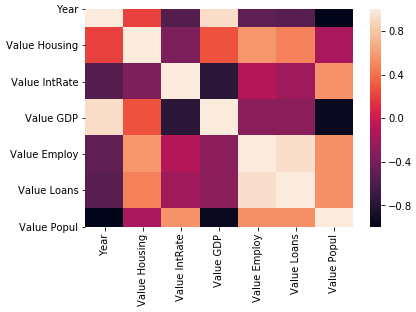 Year
Value Housing
Value IntRate
Value GDP
Value Employ
Value Loans
Value Popul
0.8
0.4
0.0
−0.4
−0.8
Year
Value Housing
Value IntRate
Value GDP
Value Employ
Value Loans
Value Popul